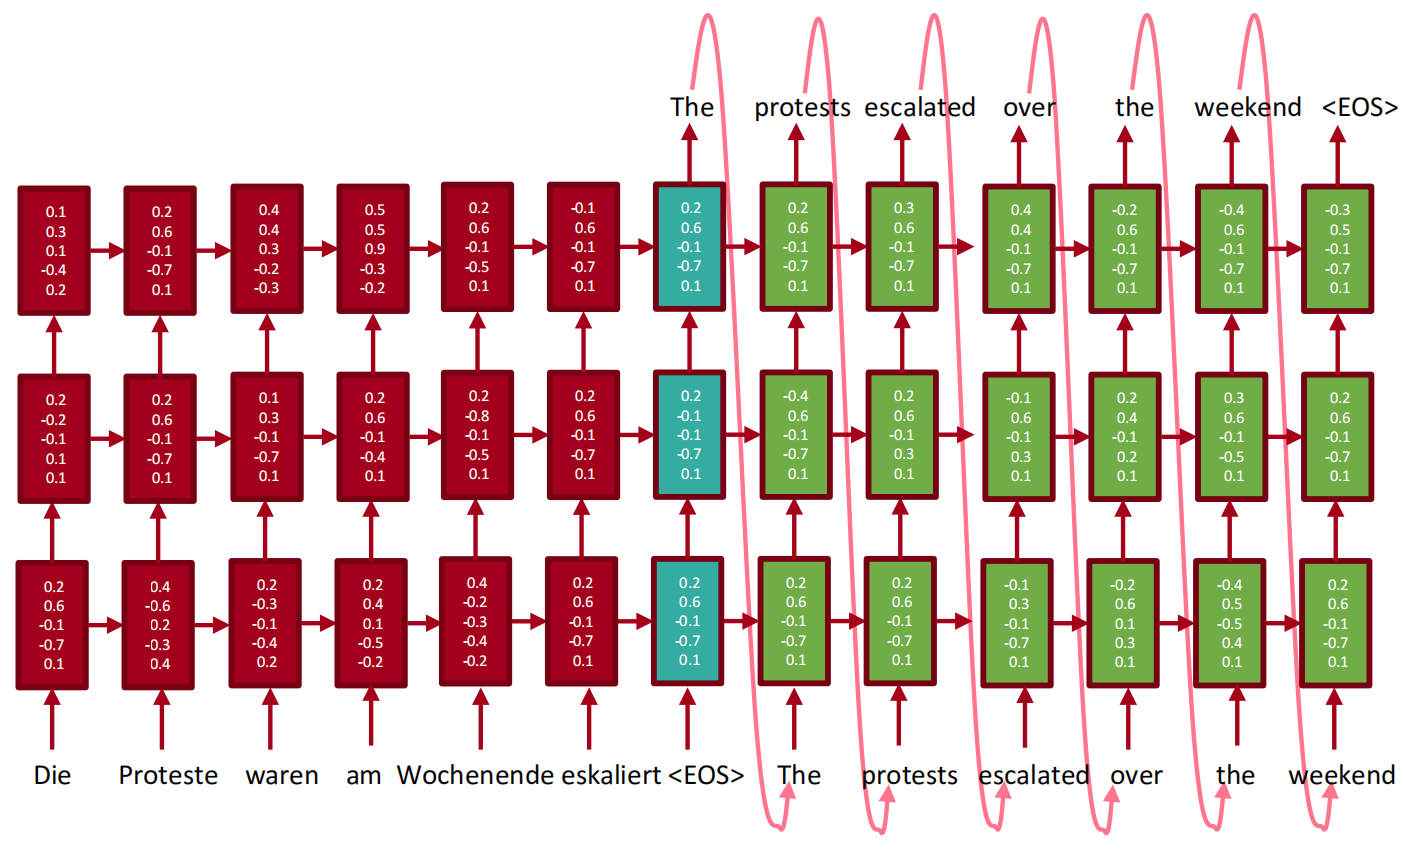 The protests escalated over the weekend <EOS>
0.1 0.2 0.4 0.5 0.2 -0.1 0.2 0.2 0.3 0.4 -0.2 -0.4 -0.3
0.3 0.6 0.4 0.5 0.6 0.6 0.6 0.6 0.6 0.4 0.6 0.6 0.5
0.1 -0.1 0.3 0.9 -0.1 -0.1 -0.1 -0.1 -0.1 -0.1 -0.1 -0.1 -0.1
-0.4 -0.7 -0.2 -0.3 -0.5 -0.7 -0.7 -0.7 -0.7 -0.7 -0.7 -0.7 -0.7
0.2 0.1 -0.3 -0.2 0.1 0.1 0.1 0.1 0.1 0.1 0.1 0.1 0.1
0.2 0.2 0.1 0.2 0.2 0.2 0.2 -0.4 0.2 -0.1 0.2 0.3 0.2
-0.2 0.6 0.3 0.6 -0.8 0.6 -0.1 0.6 0.6 0.6 0.4 0.6 0.6
-0.1 -0.1 -0.1 -0.1 -0.1 -0.1 -0.1 -0.1 -0.1 -0.1 -0.1 -0.1 -0.1
0.1 -0.7 -0.7 -0.4 -0.5 -0.7 -0.7 -0.7 0.3 0.3 0.2 -0.5 -0.7
0.1 0.1 0.1 0.1 0.1 0.1 0.1 0.1 0.1 0.1 0.1 0.1 0.1
0.2 0.4 0.2 0.2 0.4 0.2 0.2 0.2 0.2 -0.1 -0.2 -0.4 0.2
0.6 -0.6 -0.3 0.4 -0.2 0.6 0.6 0.6 0.6 0.3 0.6 0.5 0.6
-0.1 0.2 -0.1 0.1 -0.3 -0.1 -0.1 -0.1 -0.1 -0.1 0.1 -0.5 -0.1
-0.7 -0.3 -0.4 -0.5 -0.4 -0.7 -0.7 -0.7 -0.7 -0.7 0.3 0.4 -0.7
0.1 0.4 0.2 -0.2 -0.2 0.1 0.1 0.1 0.1 0.1 0.1 0.1 0.1
Die Proteste waren am Wochenende eskaliert <EOS> The protests escalated over the weekend